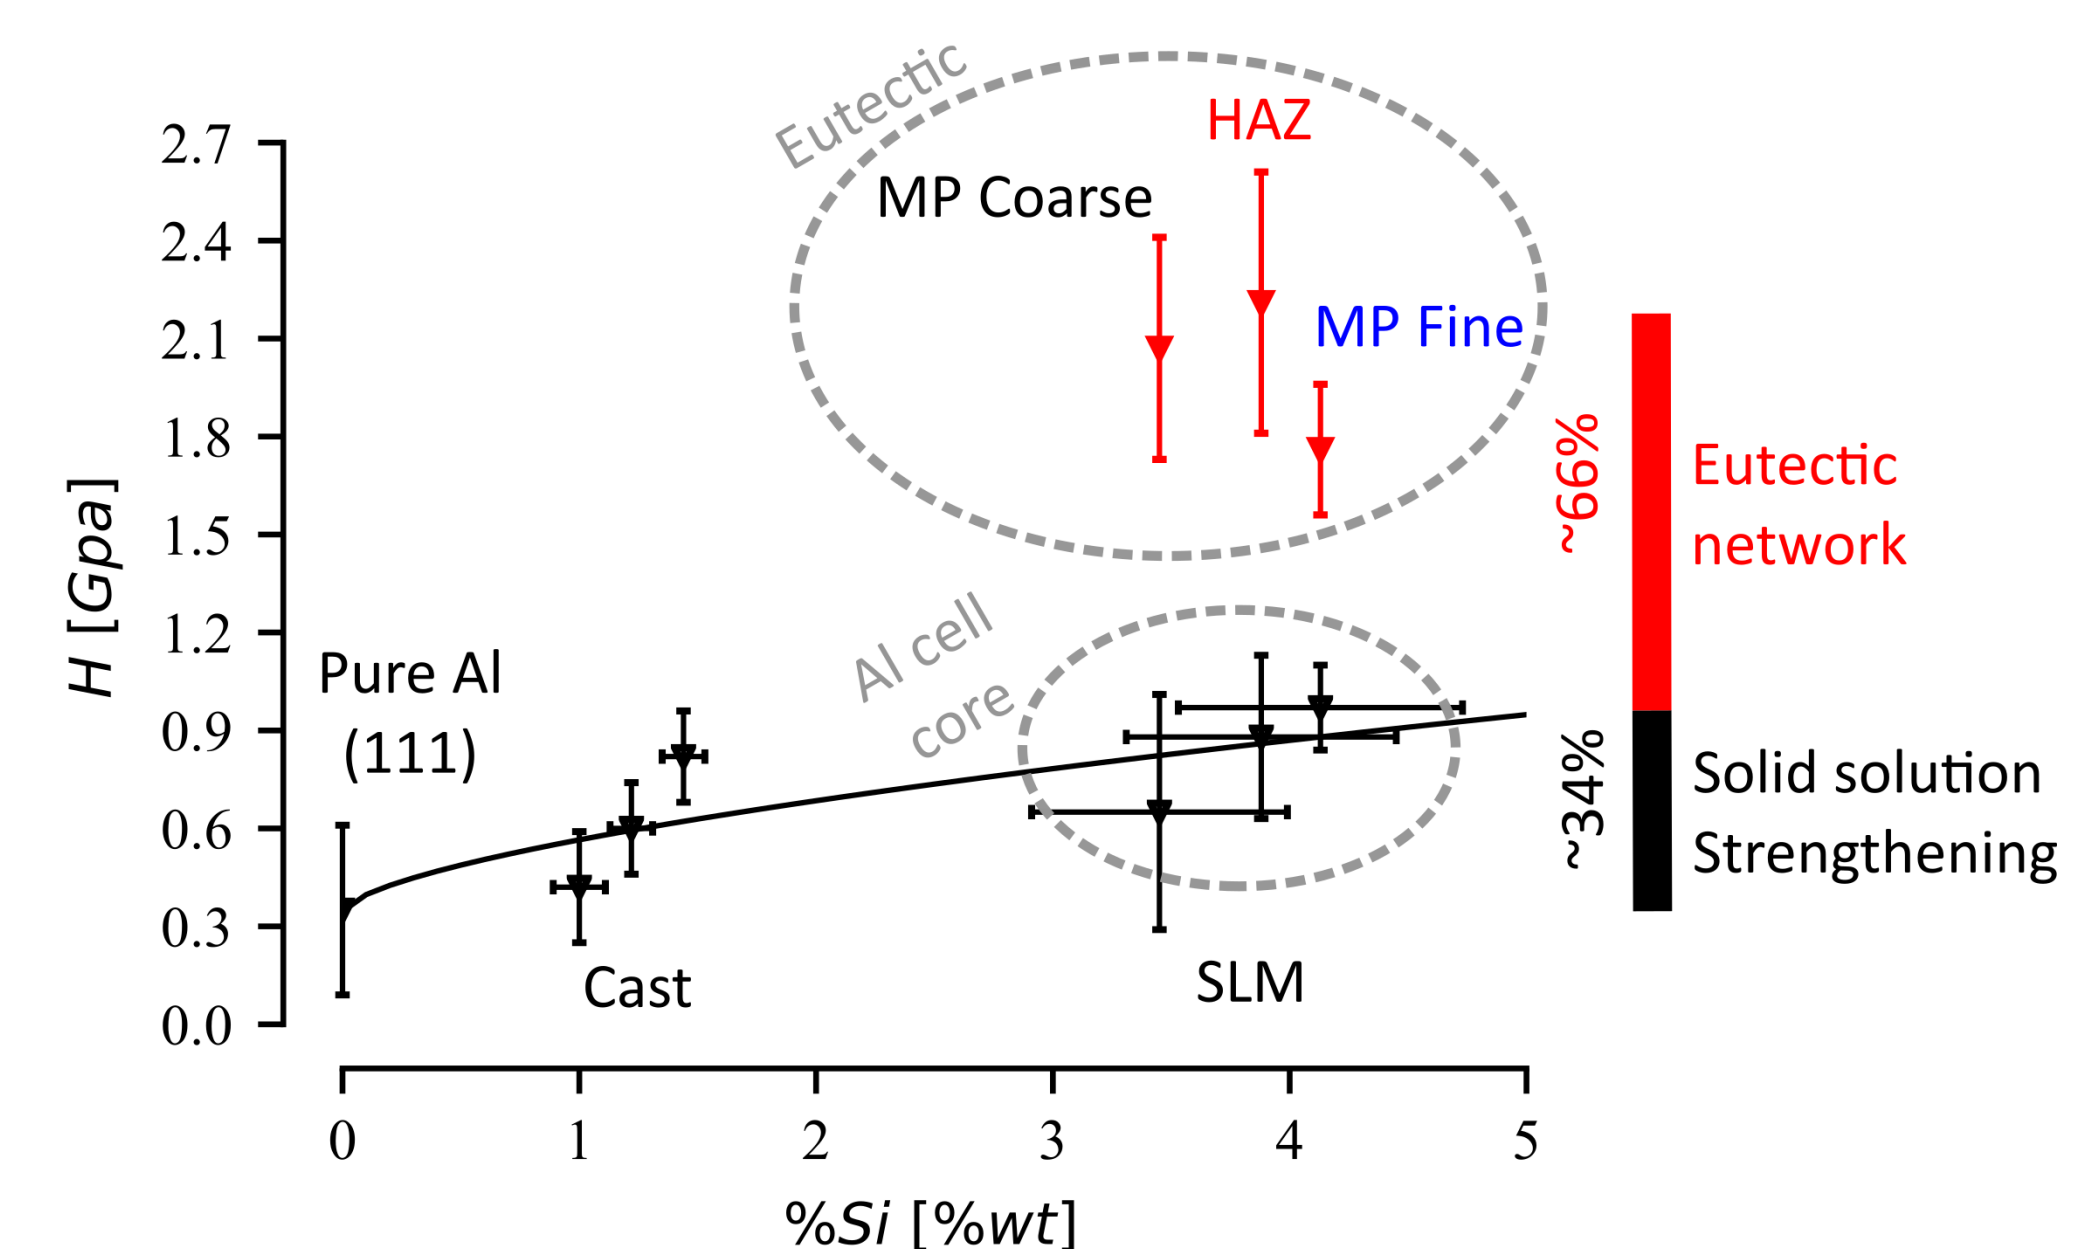 Eutectic
HAZ
MP Coarse
MP Fine
2.7
2.4
2.1
1.8
1.5
1.2
0.9
0.6
0.3
0.0
H [Gpa]
Pure Al
(111)
Al cell
core
Cast
SLM
~66%
Eutectic
network
~34%
Solid solution
Strengthening
0 1 2 3 4 5
%Si [%wt]